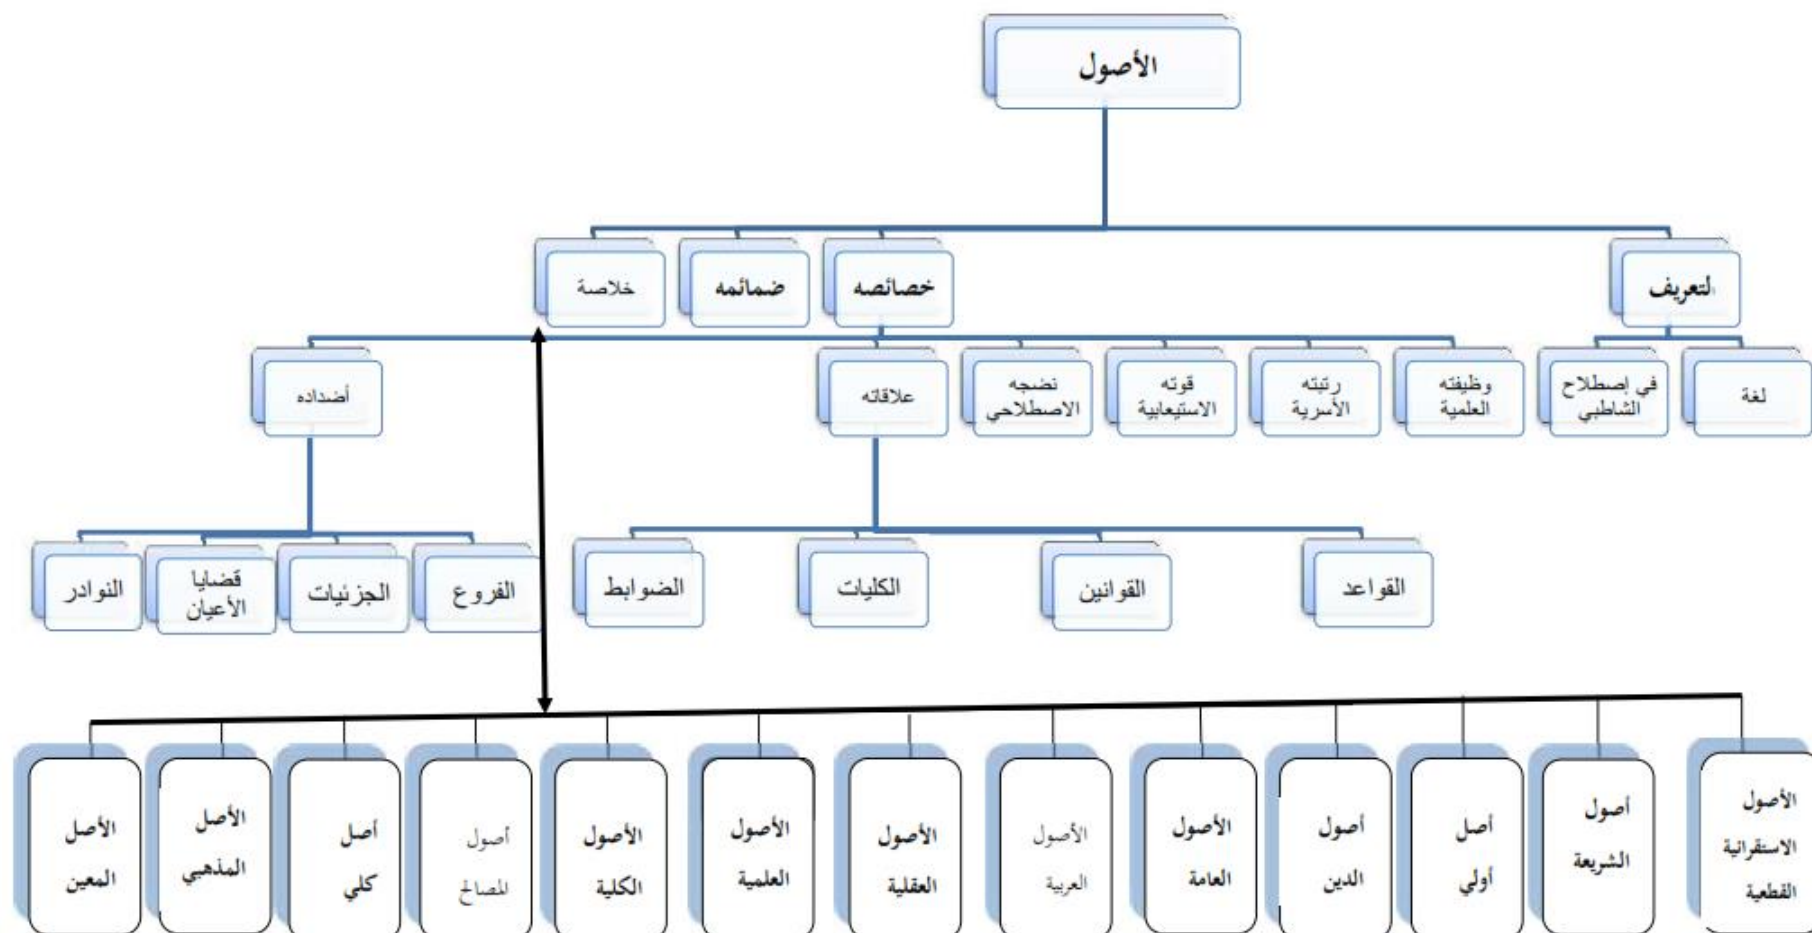 الأصول
لتعريف
خصائصه
ضمائمه
خلاصة
لغة
في إصطلاح
الشاطبي
وظيفته
العلمية
رتبته
الأسرية
قوته
الاستيعابية
نضجه
الاصطلاحي
علاقاته
أضداده
القواعد
القوانين
الكليات
الضوابط
الفروع
الجزئيات
قضايا
الأعيان
النوادر
الأصول
الاستقرائية
القطعية
أصول
الشريعة
أصل
أولي
أصول
الدين
الأصول
العامة
الأصول
العربية
الأصول
العقلية
الأصول
العلمية
الأصول
الكلية
أصول
المصالح
أصل
كلي
الأصل
المذهبي
الأصل
المعين